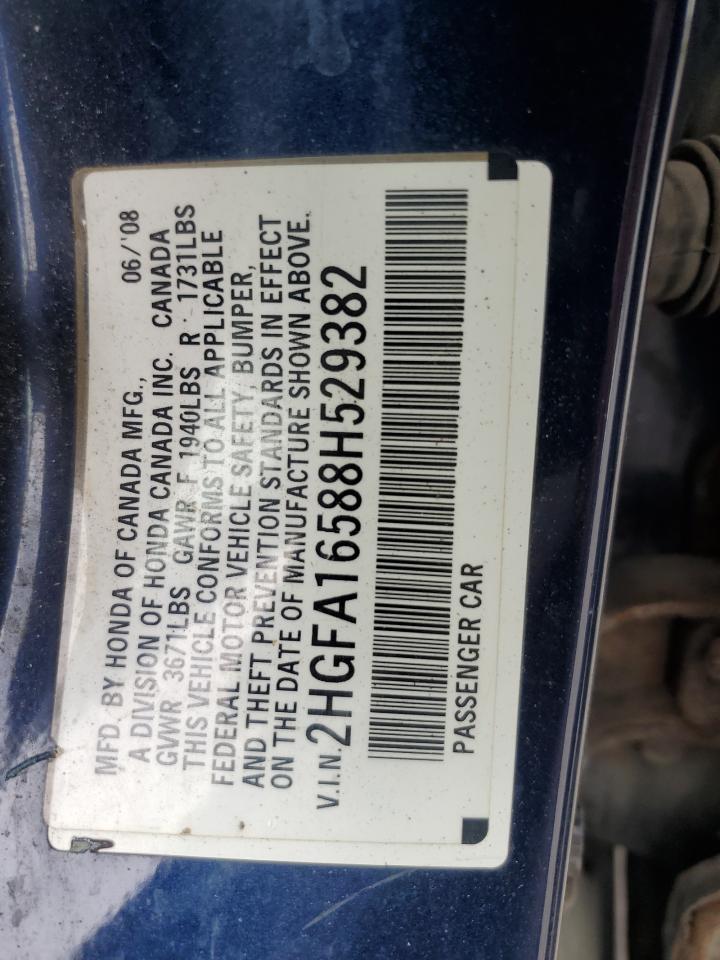 MFD. BY HONDA OF CANADA MFG., 06/'08
A DIVISION OF HONDA CANADA INC. CANADA
GVWR 3671LBS GAWR F 1940LBS R 1731LBS
THIS VEHICLE CONFORMS TO ALL APPLICABLE
FEDERAL MOTOR VEHICLE SAFETY, BUMPER,
AND THEFT PREVENTION STANDARDS IN EFFECT
ON THE DATE OF MANUFACTURE SHOWN ABOVE.
V.I.N. 2HGFA16588H529382
PASSENGER CAR